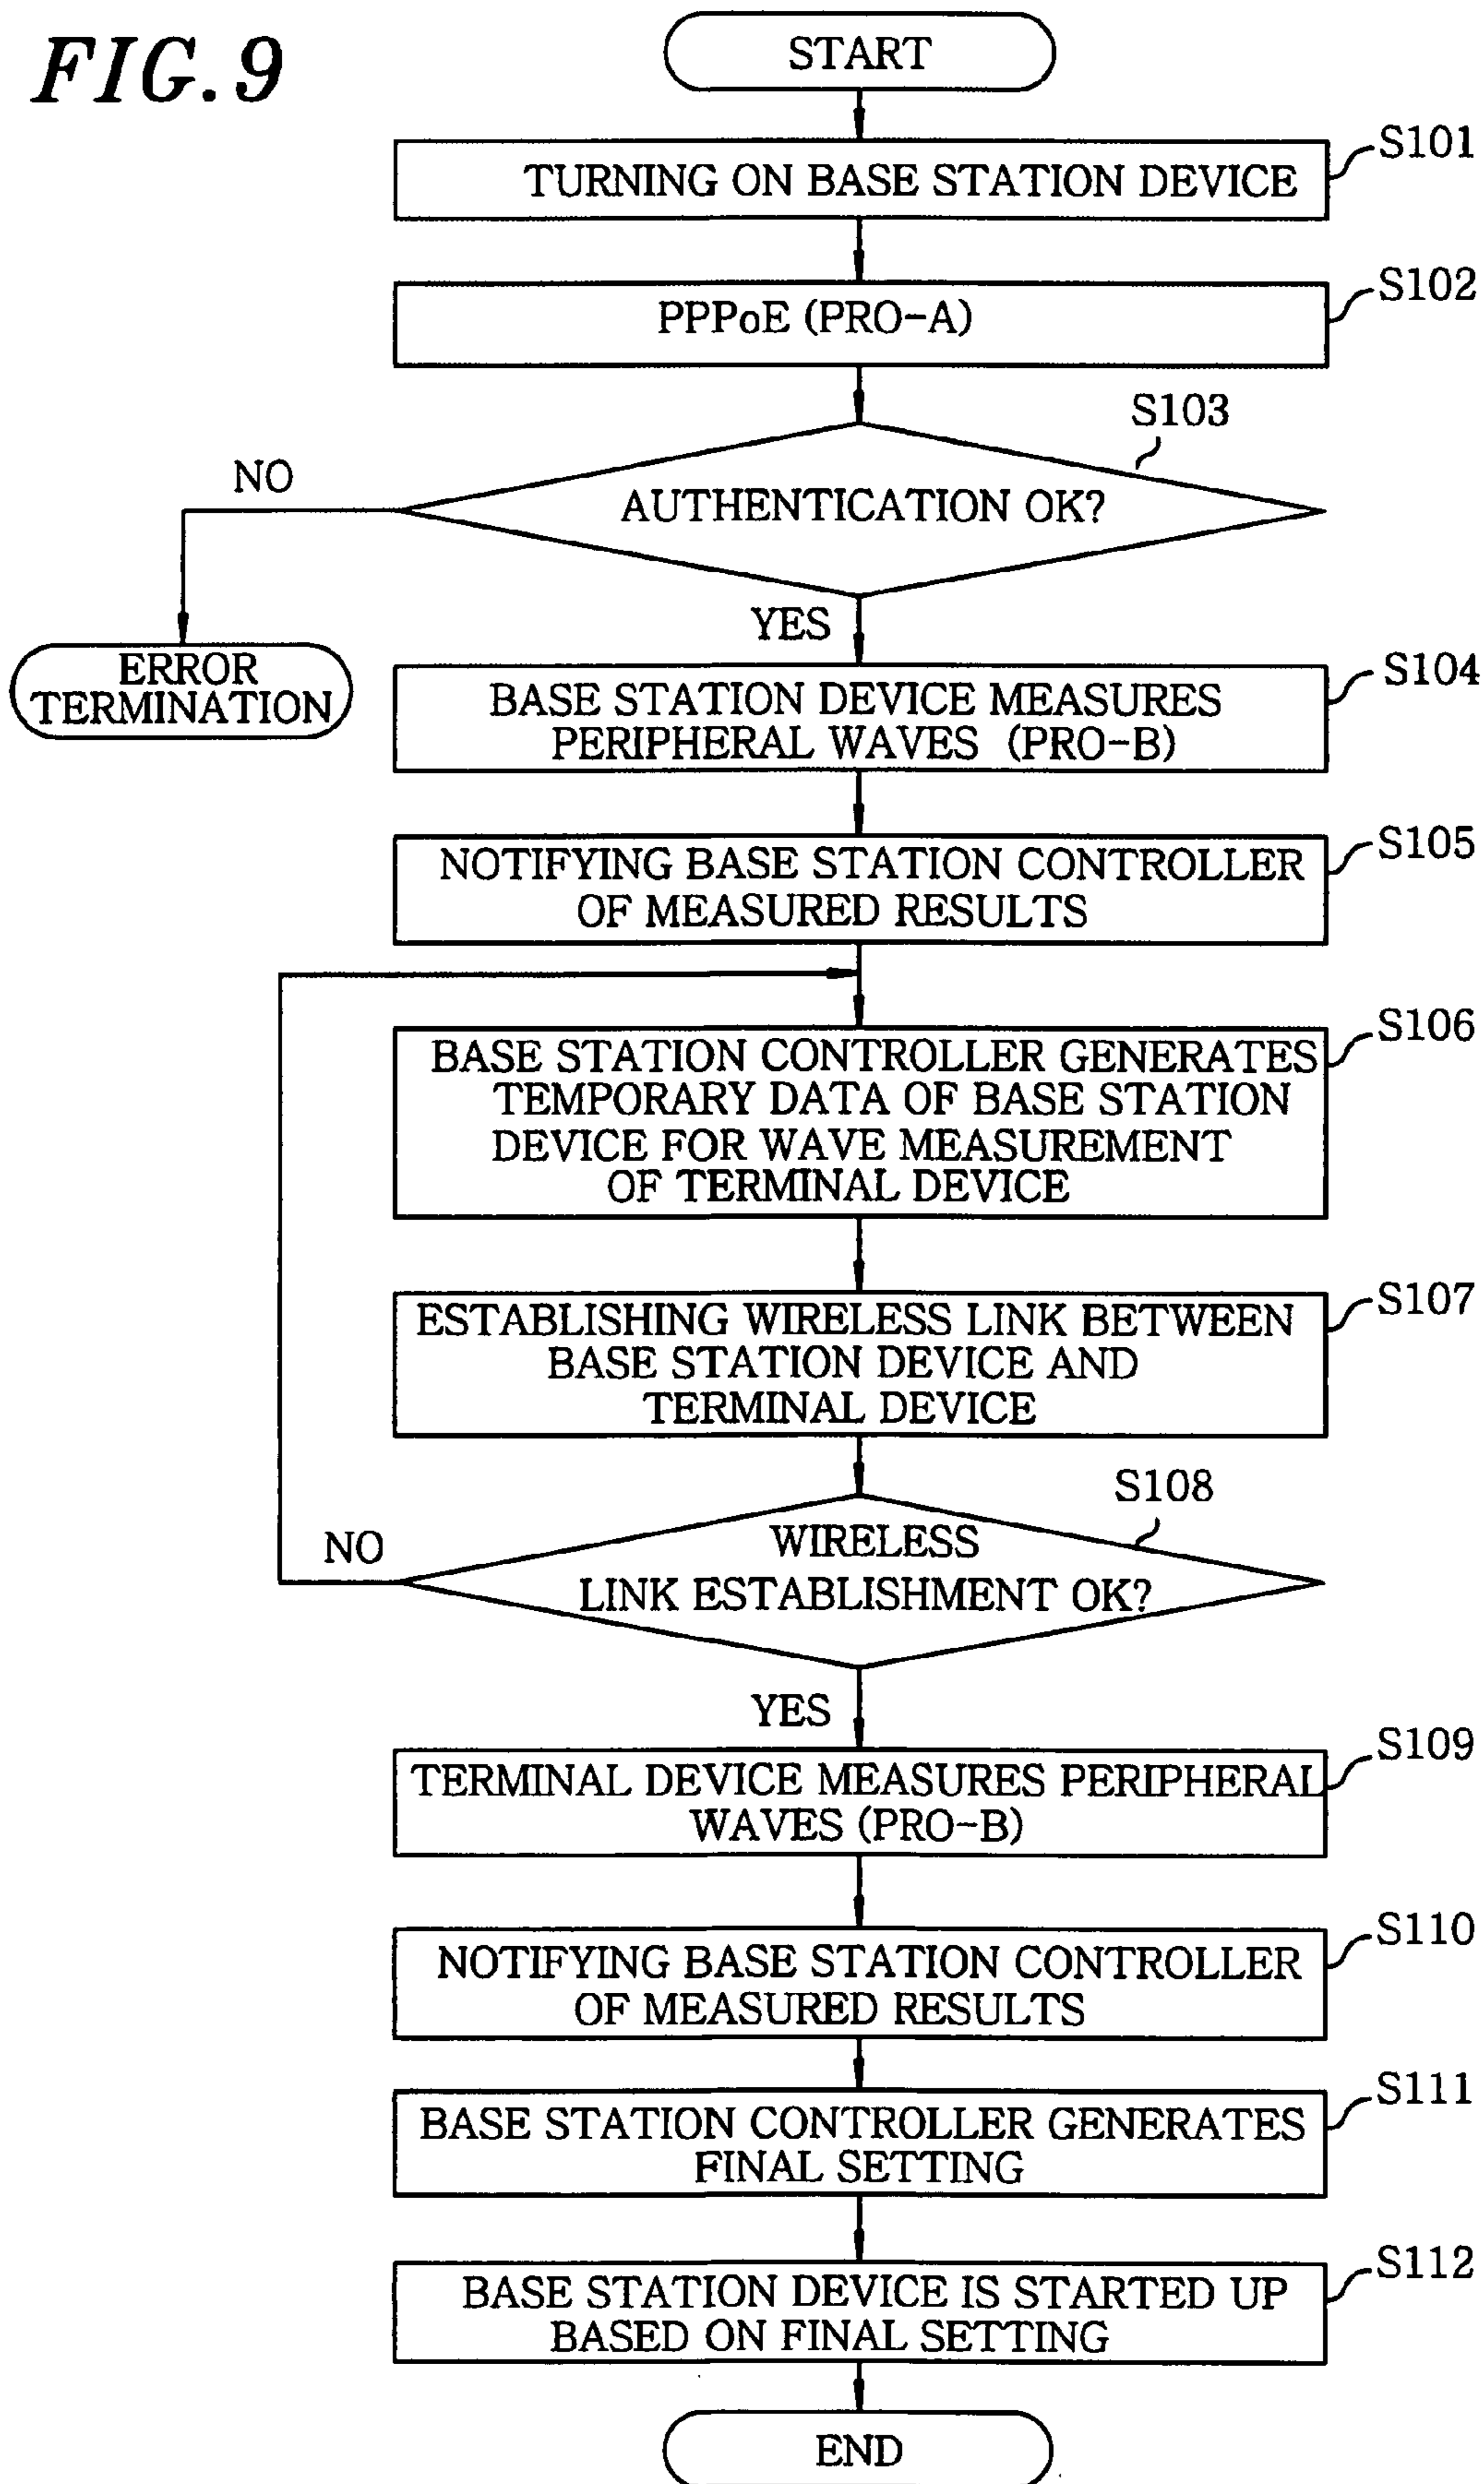 FIG.9
START
S101
TURNING ON BASE STATION DEVICE
S102
PPPoE (PRO-A)
S103
NO
AUTHENTICATION OK?
YES
ERROR
TERMINATION
S104
BASE STATION DEVICE MEASURES
PERIPHERAL WAVES (PRO-B)
S105
NOTIFYING BASE STATION CONTROLLER
OF MEASURED RESULTS
S106
BASE STATION CONTROLLER GENERATES
TEMPORARY DATA OF BASE STATION
DEVICE FOR WAVE MEASUREMENT
OF TERMINAL DEVICE
S107
ESTABLISHING WIRELESS LINK BETWEEN
BASE STATION DEVICE AND
TERMINAL DEVICE
S108
NO
WIRELESS
LINK ESTABLISHMENT OK?
YES
S109
TERMINAL DEVICE MEASURES PERIPHERAL
WAVES (PRO-B)
S110
NOTIFYING BASE STATION CONTROLLER
OF MEASURED RESULTS
S111
BASE STATION CONTROLLER GENERATES
FINAL SETTING
S112
BASE STATION DEVICE IS STARTED UP
BASED ON FINAL SETTING
END